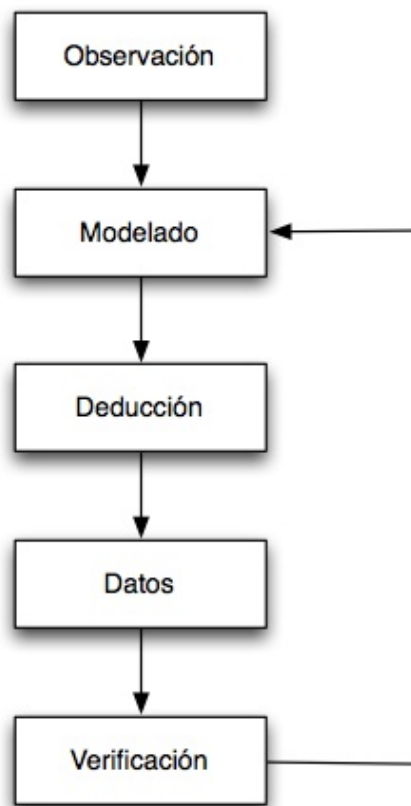 Observación
Modelado
Deducción
Datos
Verificación